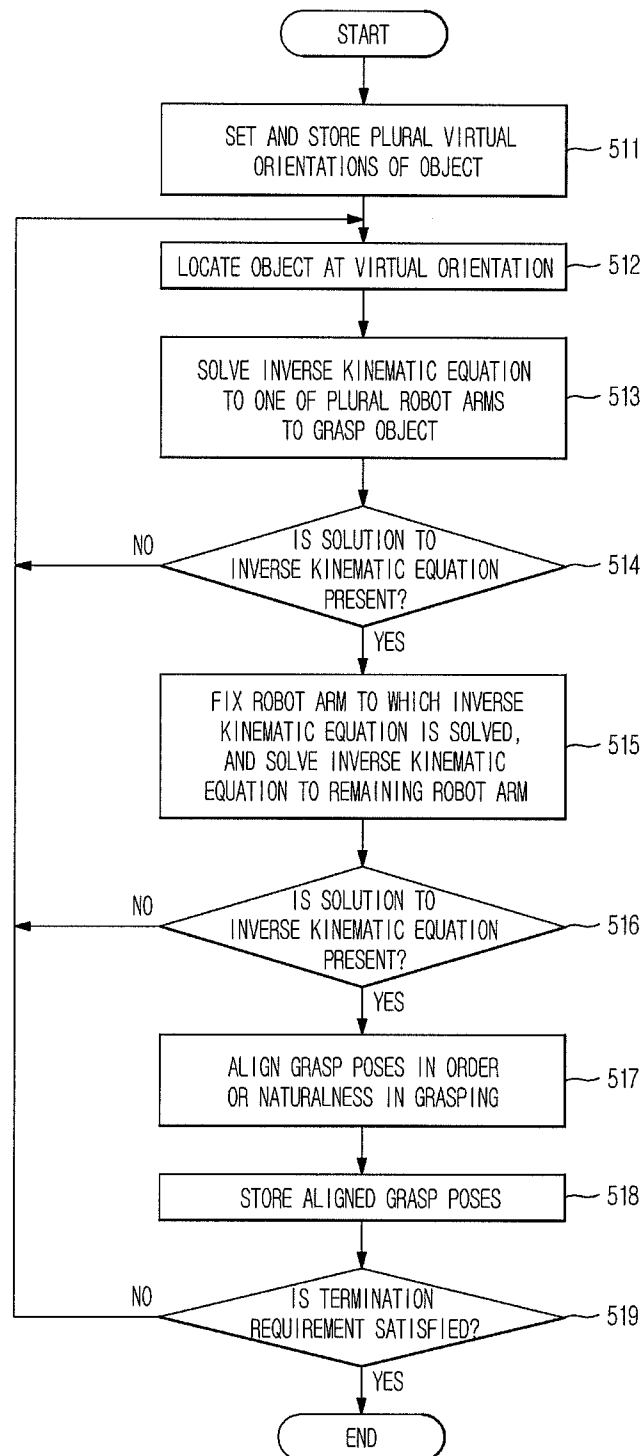 START
SET AND STORE PLURAL VIRTUAL
ORIENTATIONS OF OBJECT
511
LOCATE OBJECT AT VIRTUAL ORIENTATION
512
SOLVE INVERSE KINEMATIC EQUATION
TO ONE OF PLURAL ROBOT ARMS
TO GRASP OBJECT
513
IS SOLUTION TO
INVERSE KINEMATIC EQUATION
PRESENT?
514
NO
YES
FIX ROBOT ARM TO WHICH INVERSE
KINEMATIC EQUATION IS SOLVED,
AND SOLVE INVERSE KINEMATIC
EQUATION TO REMAINING ROBOT ARM
515
IS SOLUTION TO
INVERSE KINEMATIC EQUATION
PRESENT?
516
NO
YES
ALIGN GRASP POSES IN ORDER
OR NATURALNESS IN GRASPING
517
STORE ALIGNED GRASP POSES
518
IS TERMINATION
REQUIREMENT SATISFIED?
519
NO
YES
END